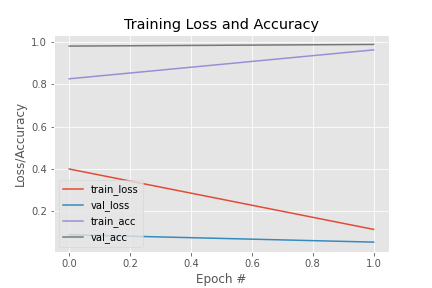 Training Loss and Accuracy
1.0
0.8
0.6
0.4
0.2
Loss/Accuracy
train_loss
val_loss
train_acc
val_acc
0.0 0.2 0.4 0.6 0.8 1.0
Epoch #